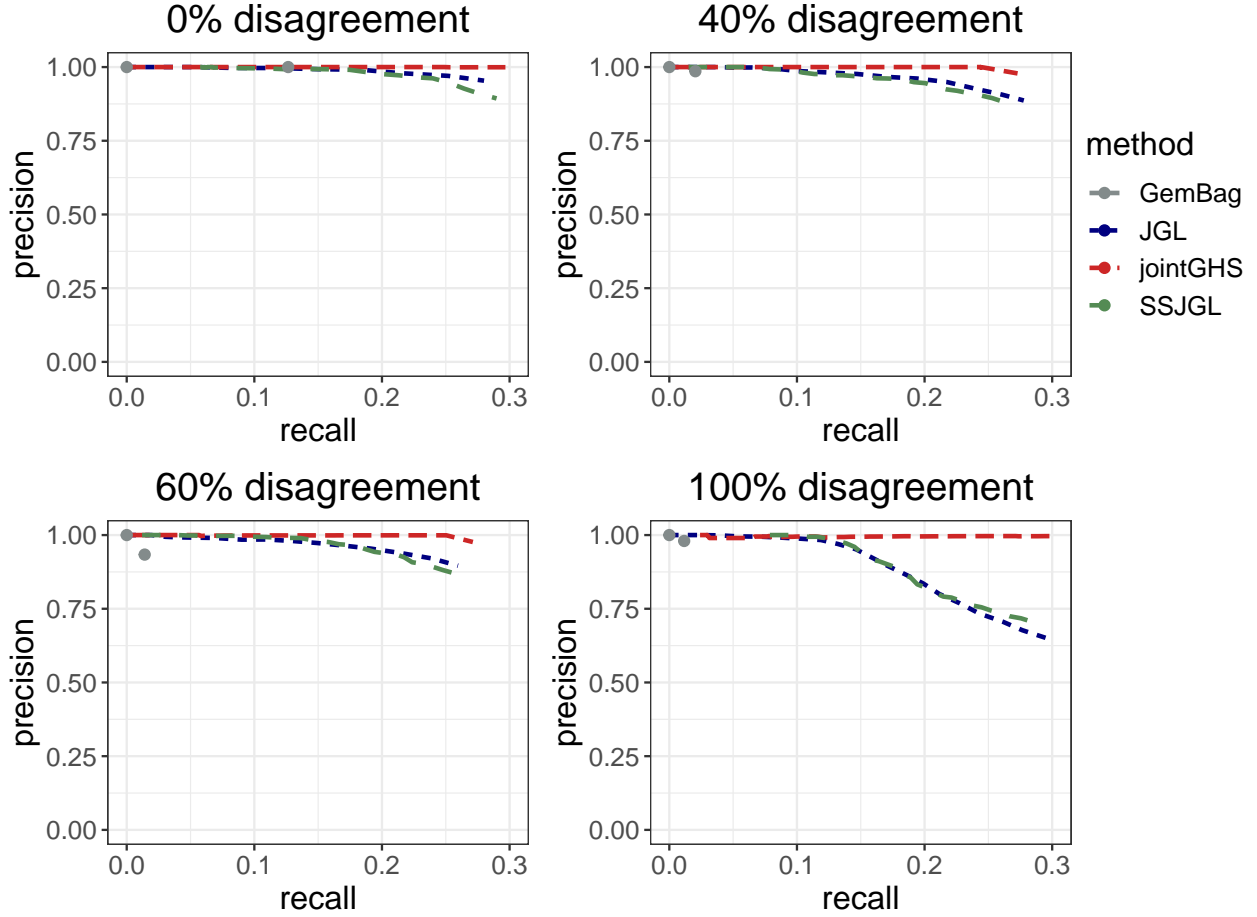 0% disagreement
40% disagreement
precision
1.00
0.75
0.50
0.25
0.00
0.0 0.1 0.2 0.3
recall
precision
1.00
0.75
0.50
0.25
0.00
0.0 0.1 0.2 0.3
recall
method
GemBag
JGL
jointGHS
SSJGL
60% disagreement
100% disagreement
precision
1.00
0.75
0.50
0.25
0.00
0.0 0.1 0.2 0.3
recall
precision
1.00
0.75
0.50
0.25
0.00
0.0 0.1 0.2 0.3
recall